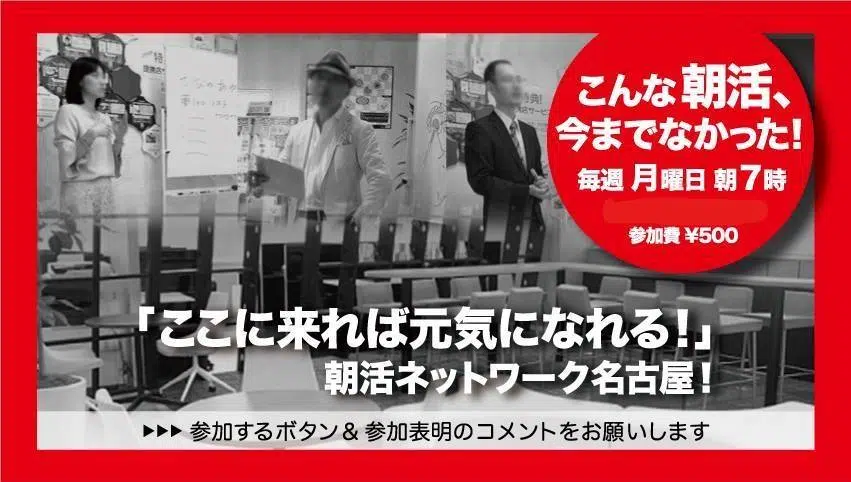 こんな朝活、
今までなかった!
毎週 月曜日 朝7時
参加費 ¥500
「ここに来れば元気になれる!」
朝活ネットワーク名古屋!
▶▶▶ 参加するボタン & 参加表明のコメントをお願いします